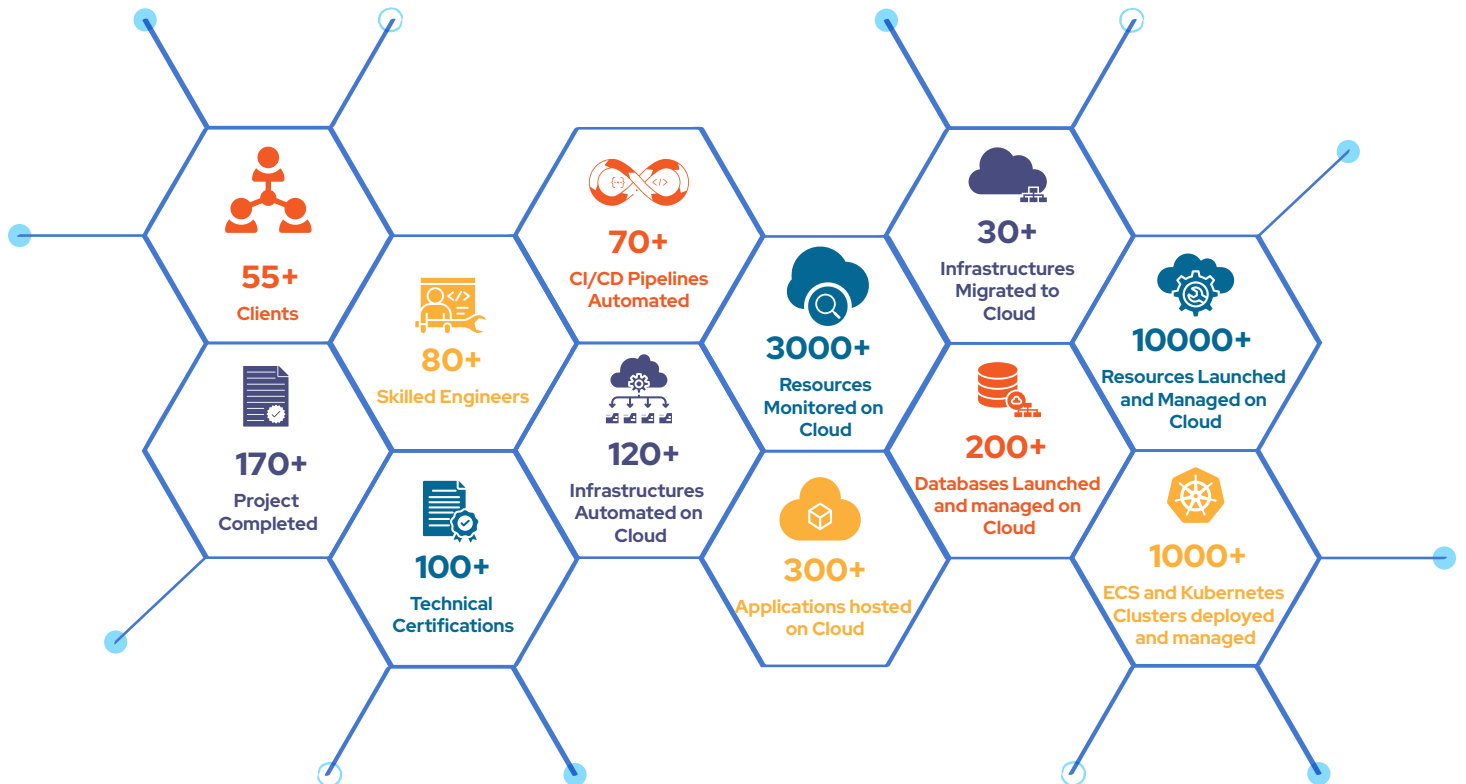 55+
Clients
80+
Skilled Engineers
70+
CI/CD Pipelines
Automated
3000+
Resources
Monitored on
Cloud
30+
Infrastructures
Migrated to
Cloud
10000+
Resources Launched
and Managed on
Cloud
170+
Project
Completed
100+
Technical
Certifications
120+
Infrastructures
Automated on
Cloud
300+
Applications hosted
on Cloud
200+
Databases Launched
and managed on
Cloud
1000+
ECS and Kubernetes
Clusters deployed
and managed